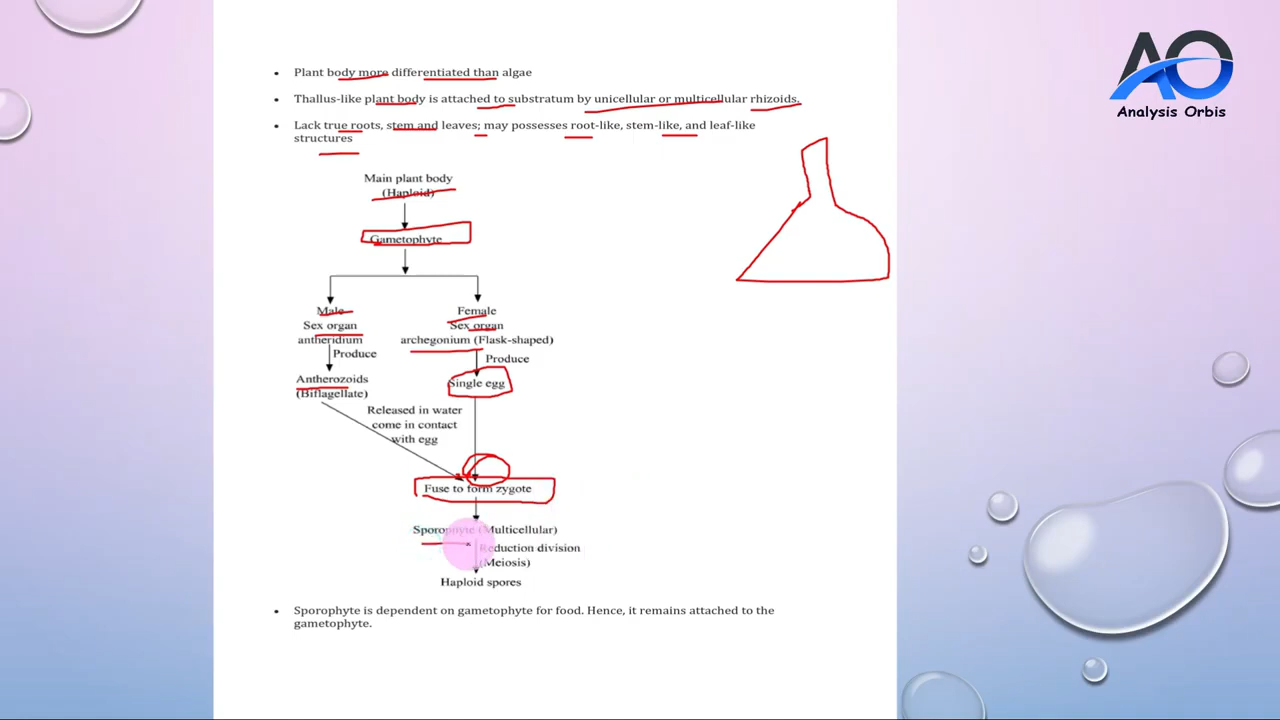 AO
Analysis Orbis
Plant body more differentiated than algae
Thallus-like plant body is attached to substratum by unicellular or multicellular rhizoids.
Lack true roots, stem and leaves; may possesses root-like, stem-like, and leaf-like
structures
Main plant body
(Haploid)
Gametophyte
Male
Sex organ
antheridium
Produce
Antherozoids
(Biflagellate)
Female
Sex organ
archegonium (Flask-shaped)
Produce
Single egg
Released in water
come in contact
with egg
Fuse to form zygote
Sporophyte (Multicellular)
Reduction division
(Meiosis)
Haploid spores
Sporophyte is dependent on gametophyte for food. Hence, it remains attached to the
gametophyte.